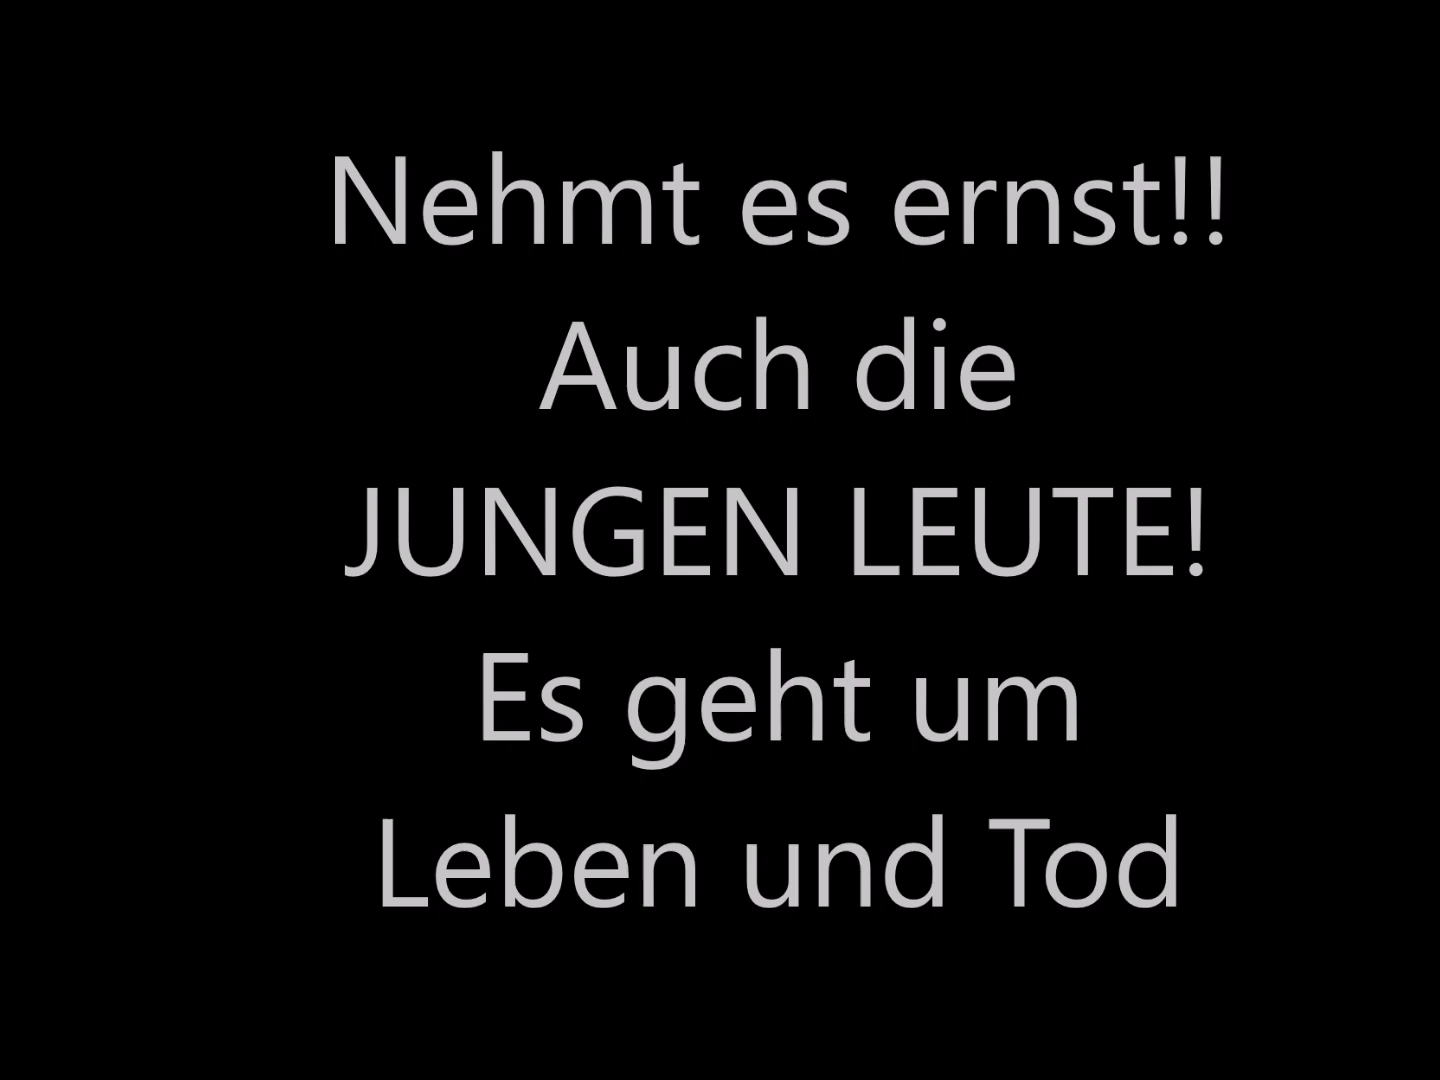 Nehmt es ernst!!
Auch die
JUNGEN LEUTE!
Es geht um
Leben und Tod